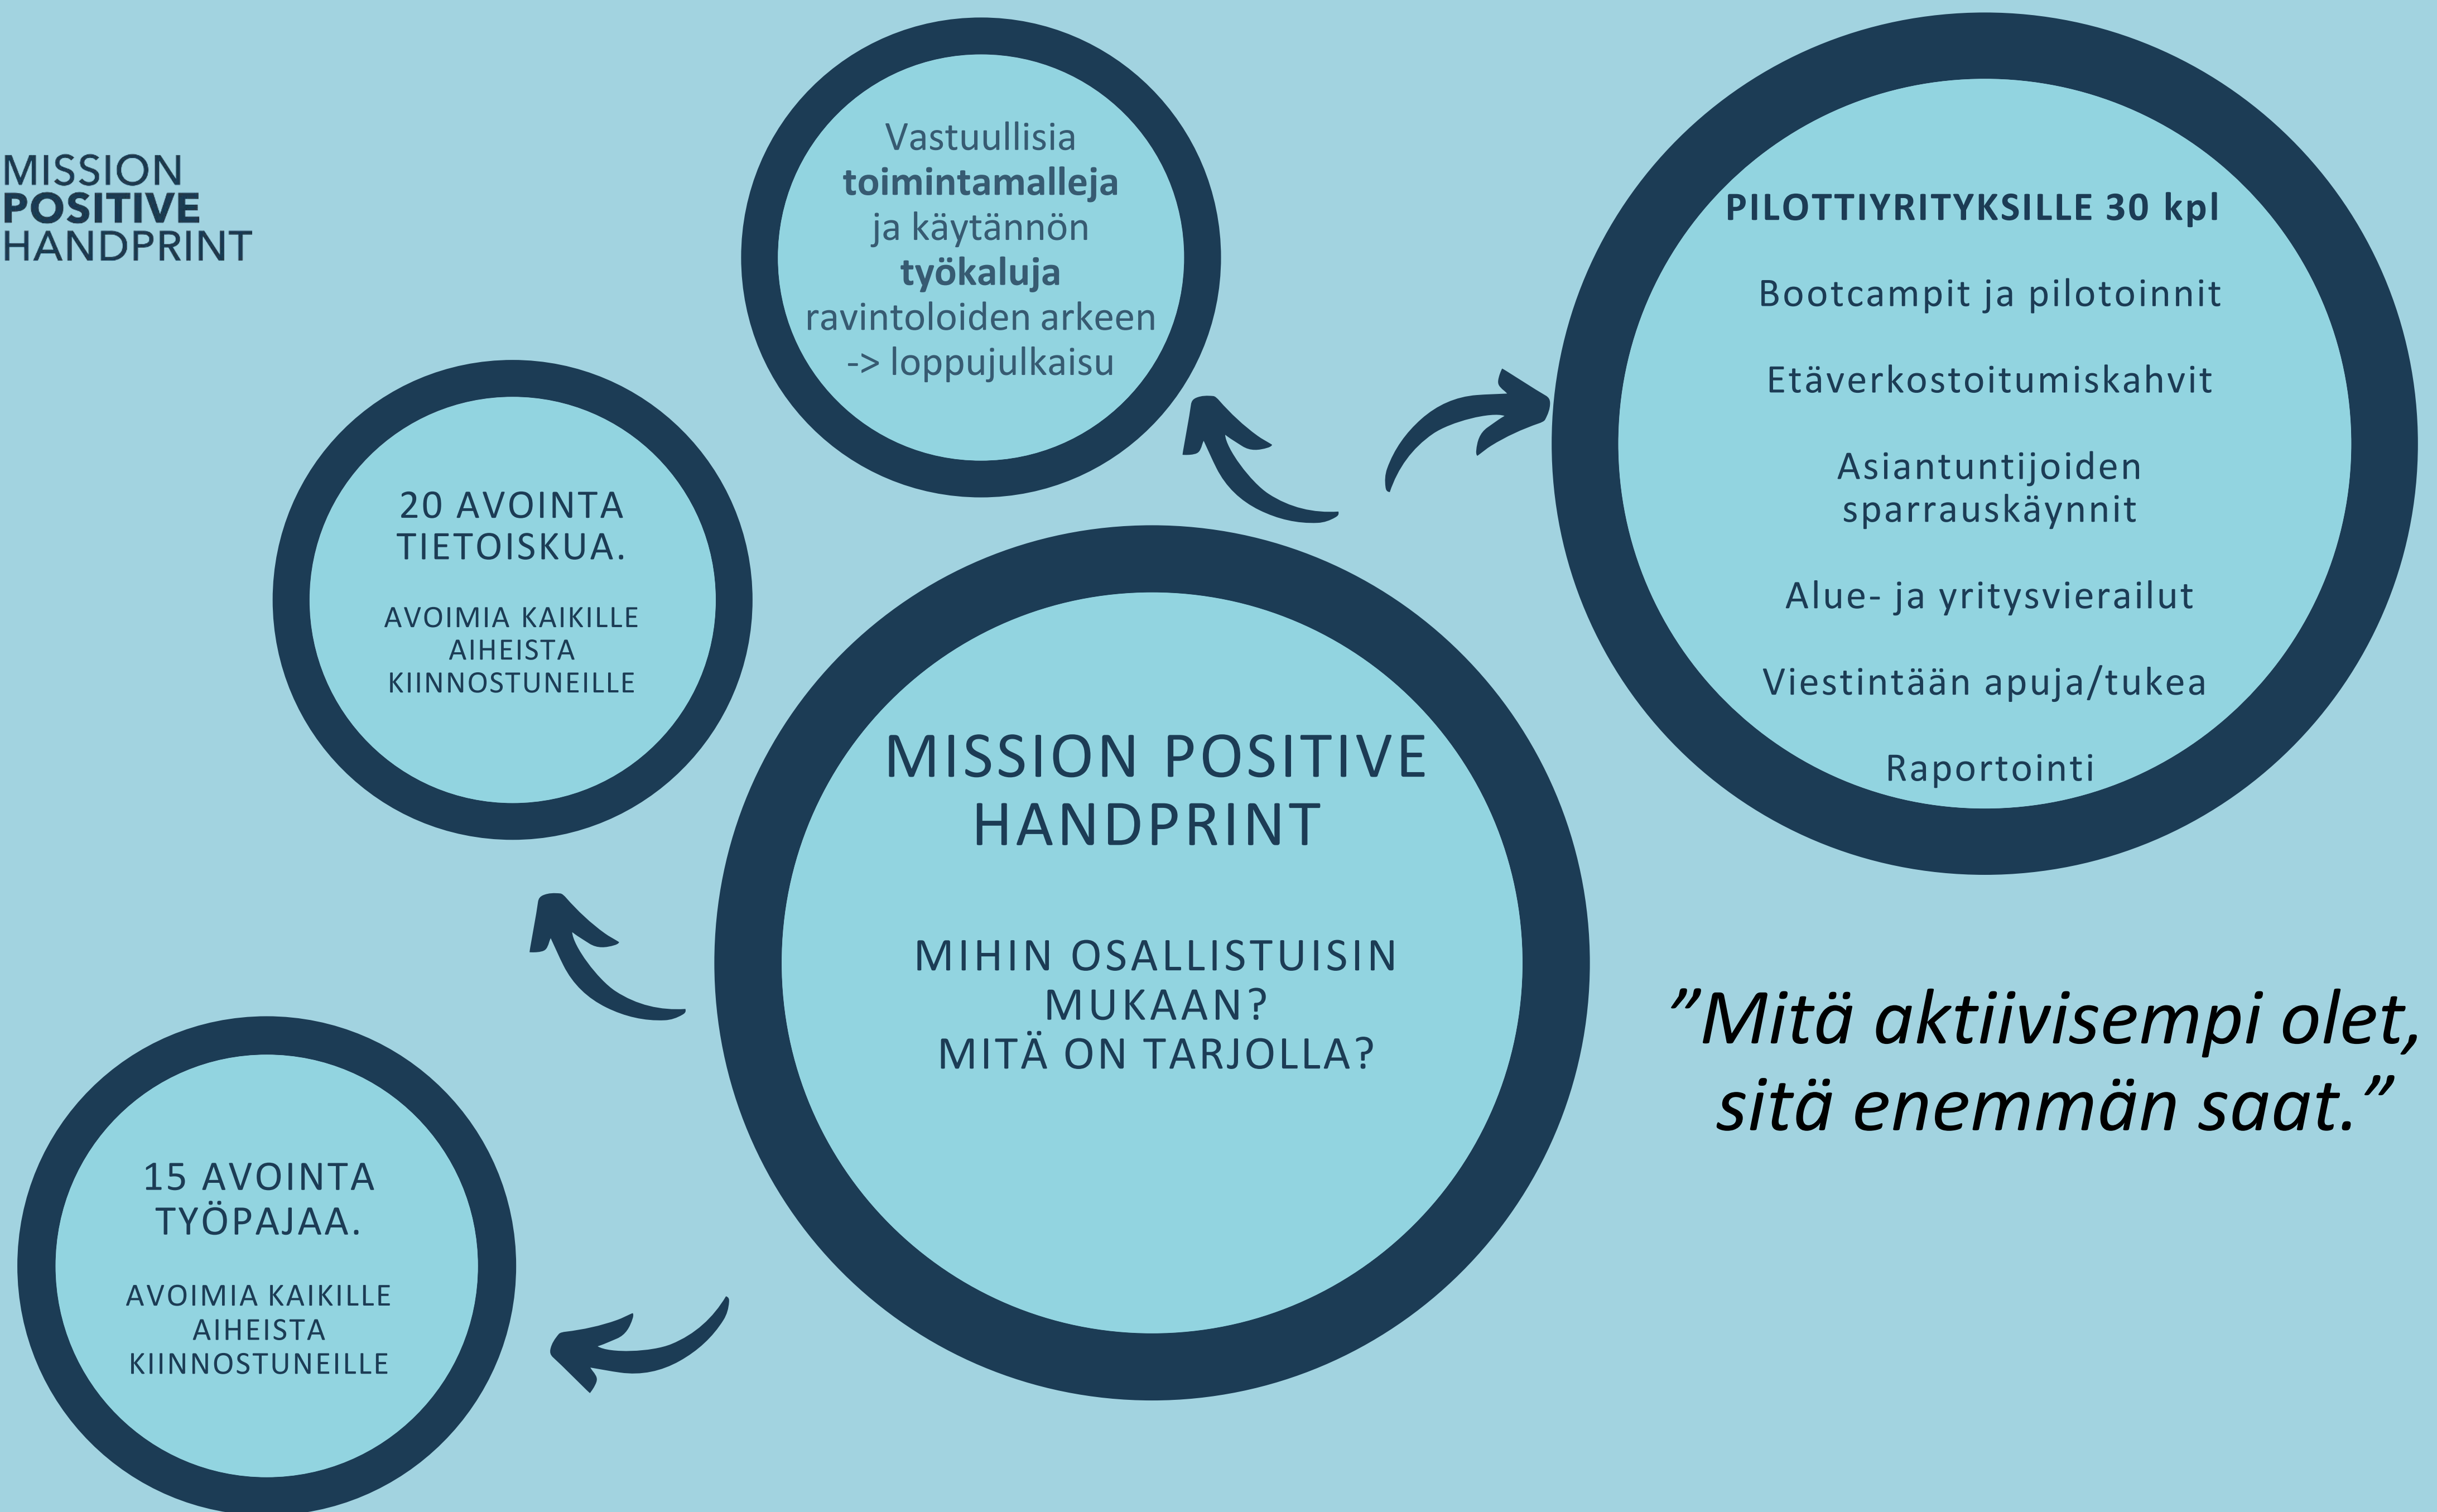 MISSION
POSITIVE
HANDPRINT
Vastuullisia
toimintamalleja
ja käytännön
työkaluja
ravintoloiden arkeen
-> loppujulkaisu
PILOTTIYRITYKSILLE 30 kpl
Bootcampit ja pilotoinnit
Etäverkostoitumiskahvit
Asiantuntijoiden
sparrauskäynnit
Alue- ja yritysvierailut
Viestintään apuja/tukea
Raportointi
20 AVOINTA
TIETOISKUA.
AVOIMIA KAIKILLE
AIHEISTA
KIINNOSTUNEILLE
MISSION POSITIVE
HANDPRINT
MIHIN OSALLISTUISIN
MUKAAN?
MITÄ ON TARJOLLA?
”Mitä aktiivisempi olet,
sitä enemmän saat.”
15 AVOINTA
TYÖPAJAA.
AVOIMIA KAIKILLE
AIHEISTA
KIINNOSTUNEILLE